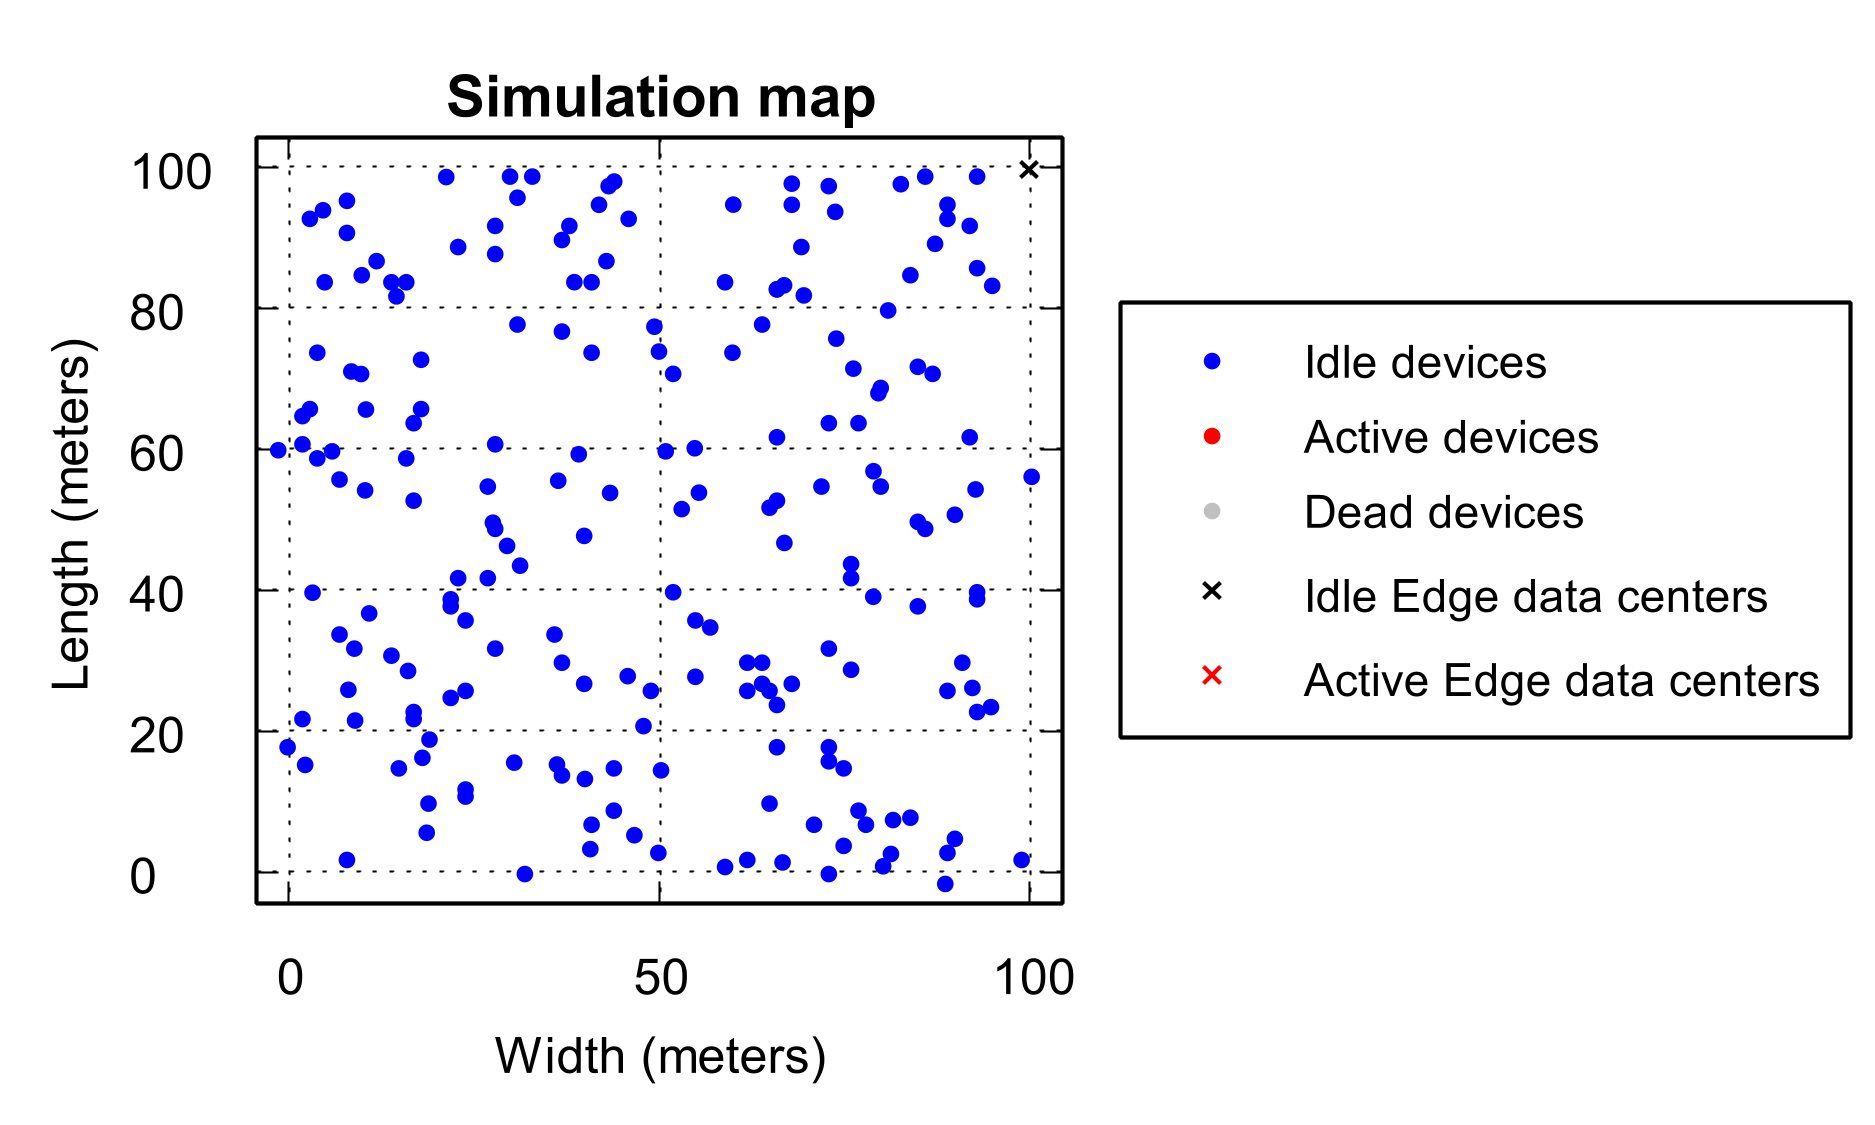 Simulation map
100
80
60
40
20
0
Length (meters)
0 50 100
Width (meters)
Idle devices
Active devices
Dead devices
Idle Edge data centers
Active Edge data centers